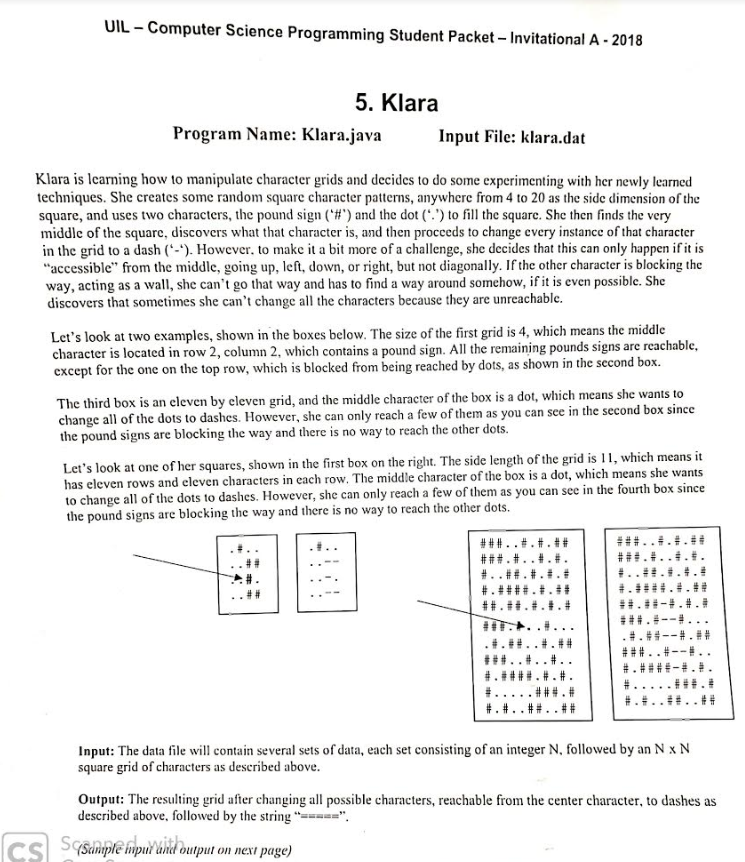 UIL – Computer Science Programming Student Packet – Invitational A - 2018
5. Klara
Program Name: Klara.java Input File: klara.dat
Klara is learning how to manipulate character grids and decides to do some experimenting with her newly learned
techniques. She creates some random square character patterns, anywhere from 4 to 20 as the side dimension of the
square, and uses two characters, the pound sign (‘#’) and the dot (‘.’) to fill the square. She then finds the very
middle of the square, discovers what that character is, and then proceeds to change every instance of that character
in the grid to a dash (‘-‘). However, to make it a bit more of a challenge, she decides that this can only happen if it is
“accessible” from the middle, going up, left, down, or right, but not diagonally. If the other character is blocking the
way, acting as a wall, she can’t go that way and has to find a way around somehow, if it is even possible. She
discovers that sometimes she can’t change all the characters because they are unreachable.
Let’s look at two examples, shown in the boxes below. The size of the first grid is 4, which means the middle
character is located in row 2, column 2, which contains a pound sign. All the remaining pounds signs are reachable,
except for the one on the top row, which is blocked from being reached by dots, as shown in the second box.
The third box is an eleven by eleven grid, and the middle character of the box is a dot, which means she wants to
change all of the dots to dashes. However, she can only reach a few of them as you can see in the second box since
the pound signs are blocking the way and there is no way to reach the other dots.
Let’s look at one of her squares, shown in the first box on the right. The side length of the grid is 11, which means it
has eleven rows and eleven characters in each row. The middle character of the box is a dot, which means she wants
to change all of the dots to dashes. However, she can only reach a few of them as you can see in the fourth box since
the pound signs are blocking the way and there is no way to reach the other dots.
.#..
..##
..##
.#..
..--
..-.
..--
###..#.#.##
###.#..#.#.
#..##.#.#.#
#.####.#.##
##.##.#.#.#
.#.##..#.##
###..#..#..
#.####.#.#.
#.....###.#
#.#..##..##
###..#.#.##
###.#..#.#.
#..##.#.#.#
#.####.#.##
##.##-#.#.#
###.#--#...
.#.##--#.##
###..#--#..
#.####-#.#.
#.....###.#
#.#..##..##
Input: The data file will contain several sets of data, each set consisting of an integer N, followed by an N x N
square grid of characters as described above.
Output: The resulting grid after changing all possible characters, reachable from the center character, to dashes as
described above, followed by the string “=====”.
(Sample input and output on next page)
CS Scanned with